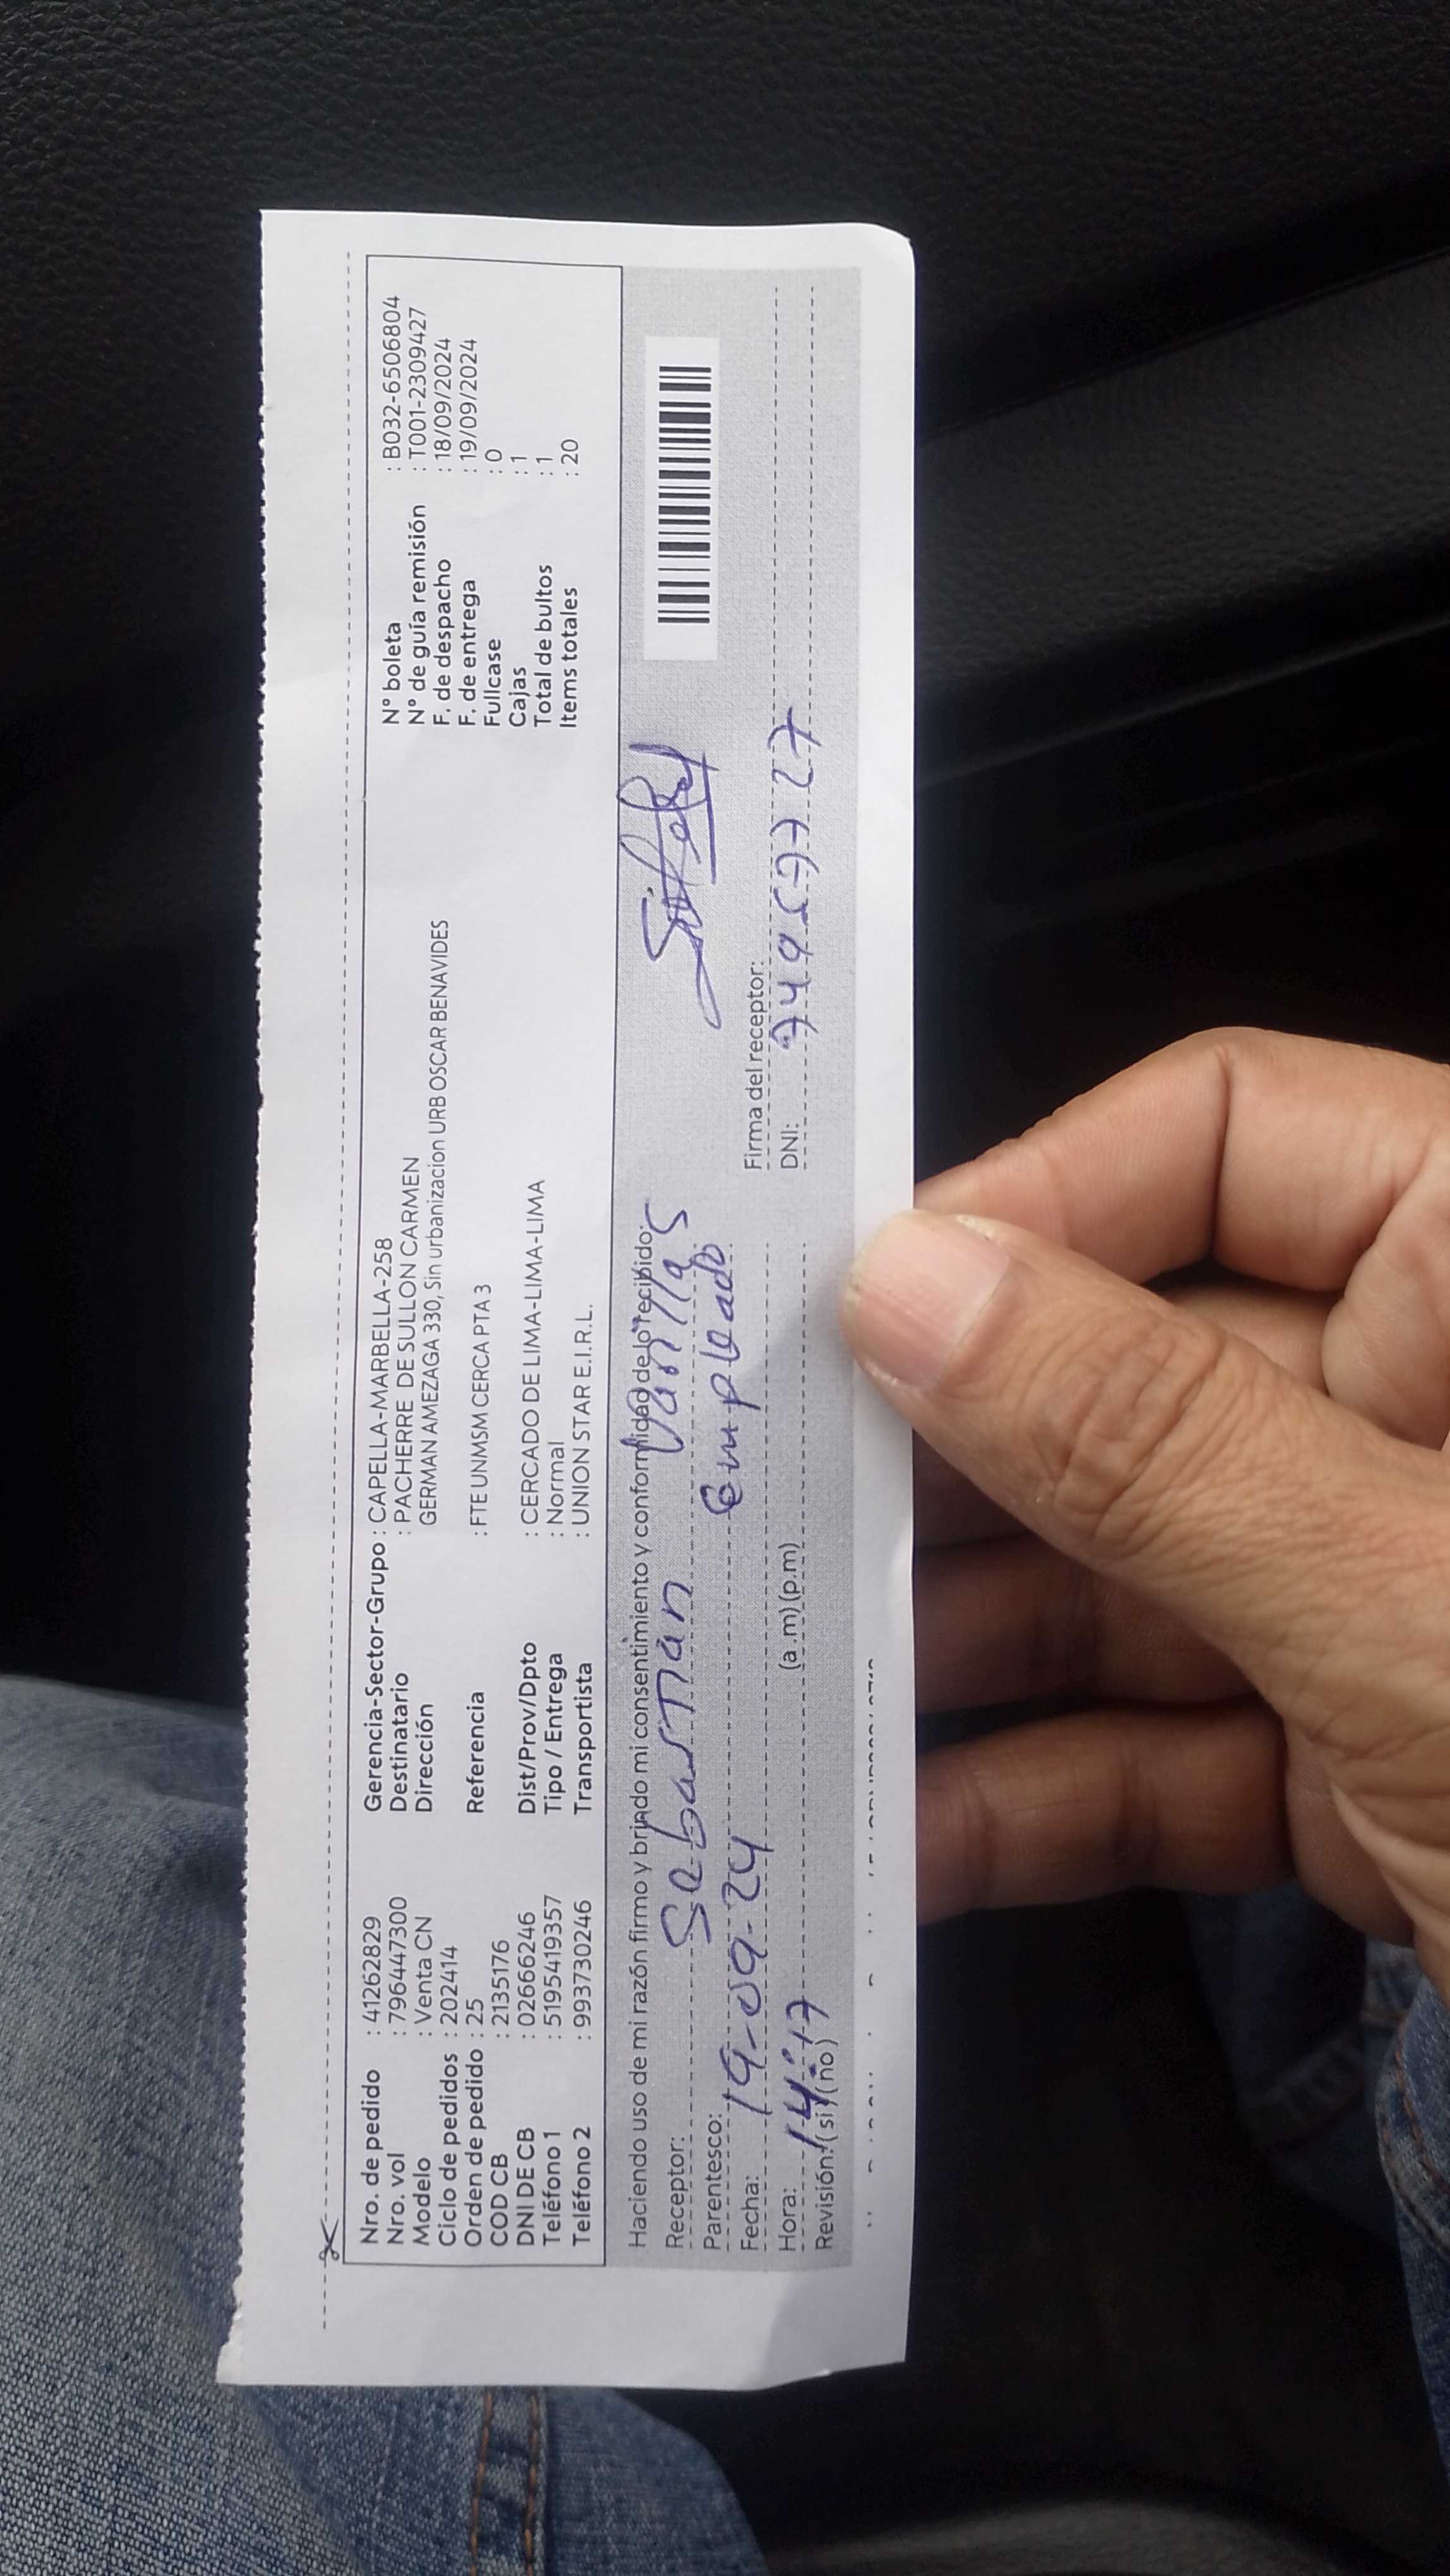 Nro. de pedido : 41262829 Gerencia-Sector-Grupo : CAPELLA-MARBELLA-258 N° boleta : B032-6506804
Nro. vol : 7964447300 Destinatario : PACHERRE DE SULLON CARMEN N° de guía remisión : T001-2309427
Modelo : Venta CN Dirección GERMAN AMEZAGA 330, Sin urbanizacion URB OSCAR BENAVIDES F. de despacho : 18/09/2024
Ciclo de pedidos : 202414 F. de entrega : 19/09/2024
Orden de pedido : 25 Referencia : FTE UNMSM CERCA PTA 3 Fullcase : 0
COD CB : 2135176 Cajas : 1
DNI DE CB : 02666246 Dist/Prov/Dpto : CERCADO DE LIMA-LIMA-LIMA Total de bultos : 1
Teléfono 1 : 5195419357 Tipo / Entrega : Normal Items totales : 20
Teléfono 2 : 993730246 Transportista : UNION STAR E.I.R.L.
Haciendo uso de mi razón firmo y brindo mi consentimiento y conformidad de lo recibido:
Receptor: Sebastian
Parentesco: Empleado
Fecha: 19-09-24 Firma del receptor:
Hora: 14:17 (a.m) (p.m) DNI:
Revisión: (si) (no)